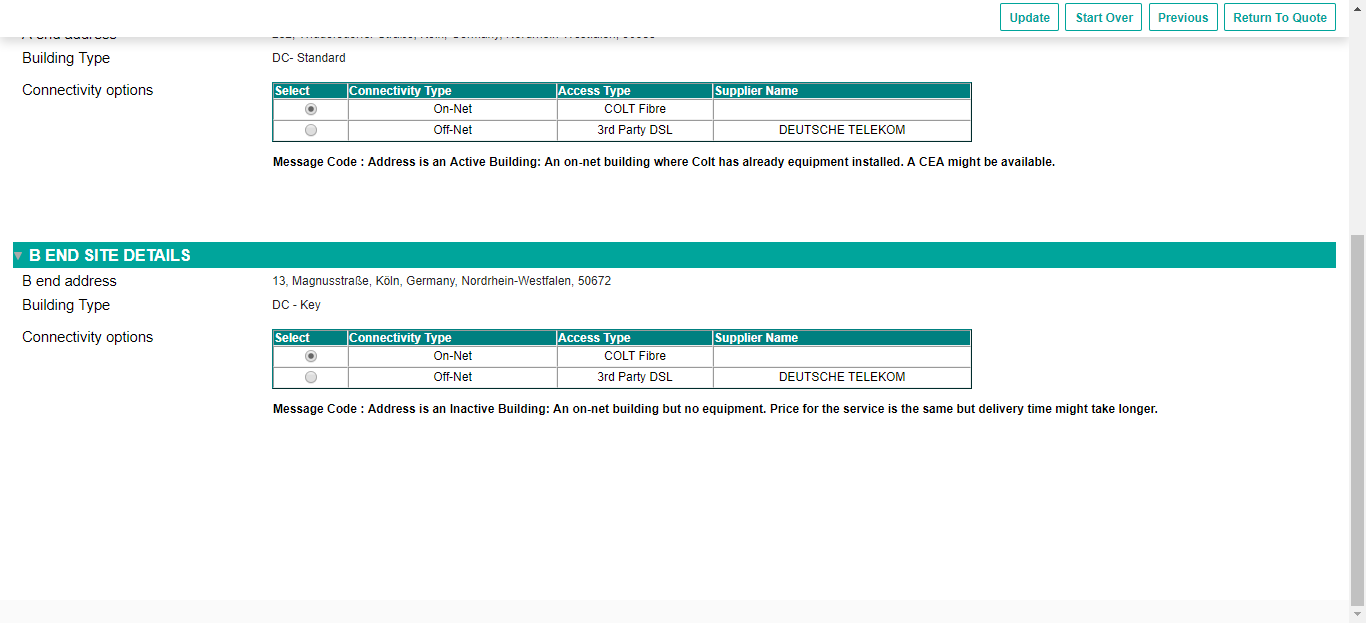 Update Start Over Previous Return To Quote
A end address
Building Type DC- Standard
Connectivity options
Select Connectivity Type Access Type Supplier Name
On-Net COLT Fibre
Off-Net 3rd Party DSL DEUTSCHE TELEKOM
Message Code : Address is an Active Building: An on-net building where Colt has already equipment installed. A CEA might be available.
B END SITE DETAILS
B end address 13, Magnusstraße, Köln, Germany, Nordrhein-Westfalen, 50672
Building Type DC - Key
Connectivity options
Select Connectivity Type Access Type Supplier Name
On-Net COLT Fibre
Off-Net 3rd Party DSL DEUTSCHE TELEKOM
Message Code : Address is an Inactive Building: An on-net building but no equipment. Price for the service is the same but delivery time might take longer.